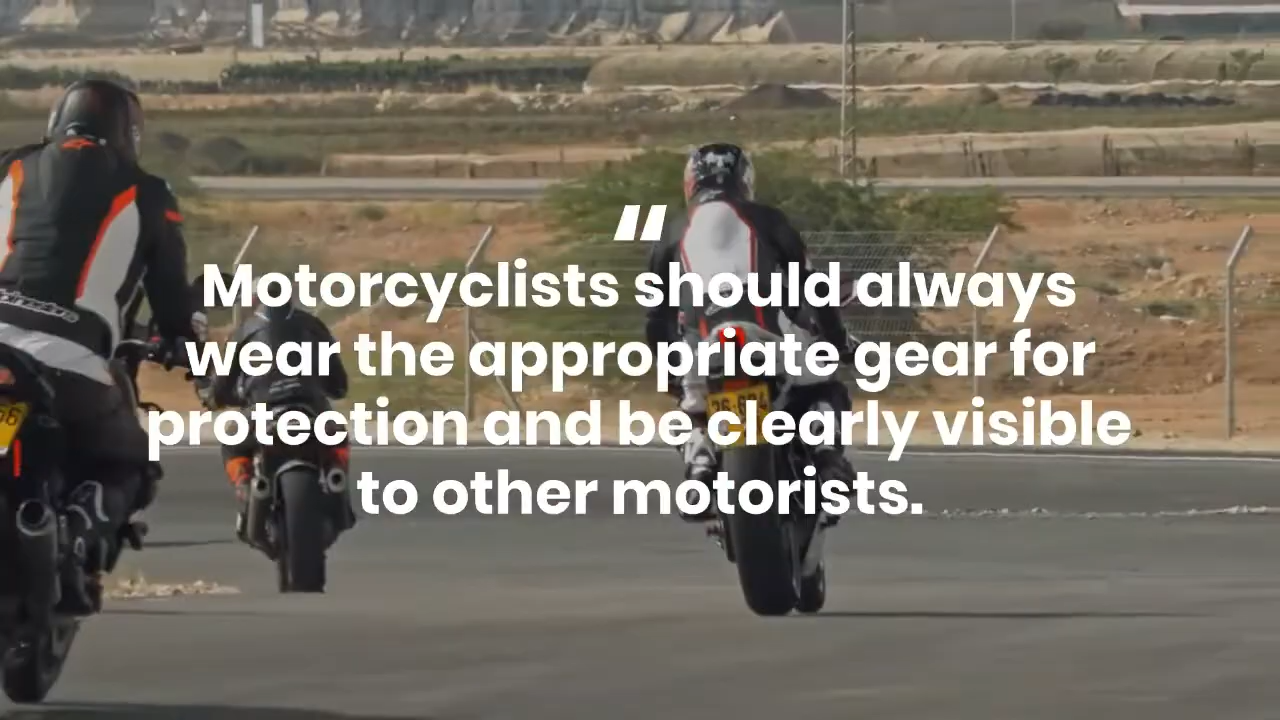 "
Motorcyclists should always
wear the appropriate gear for
protection and be clearly visible
to other motorists.